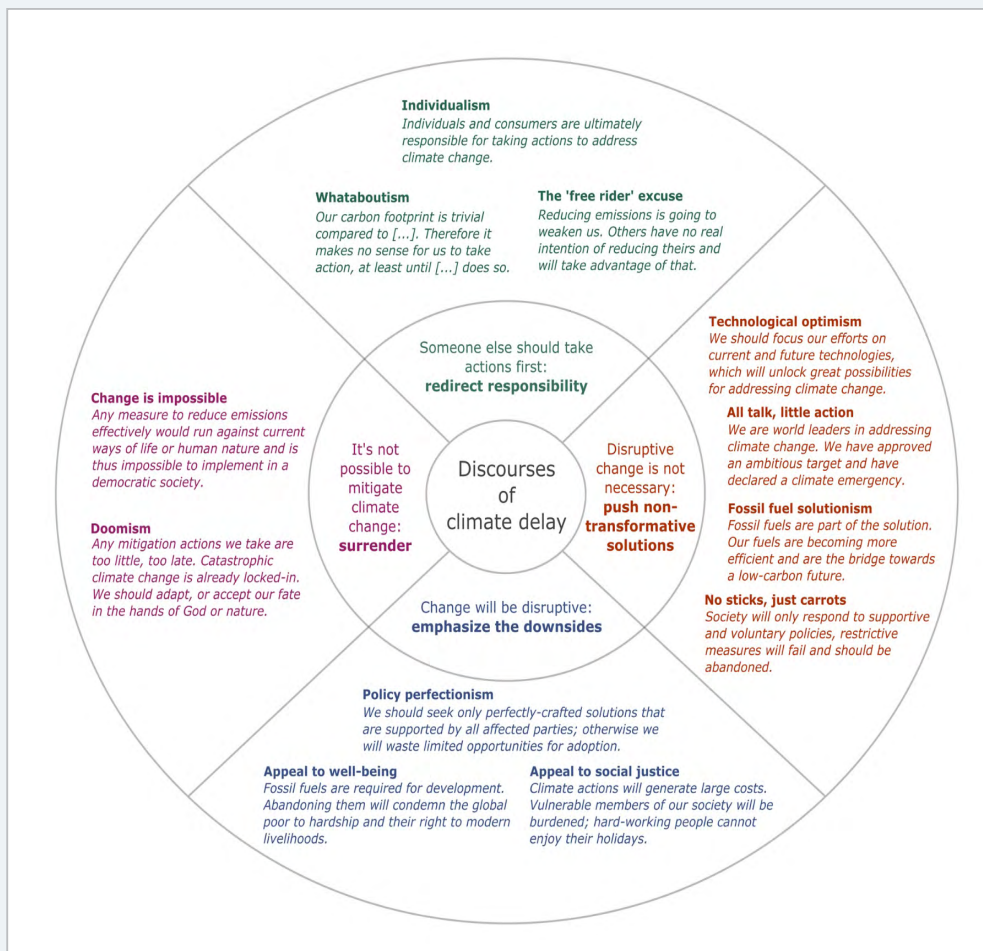 Individualism
Individuals and consumers are ultimately
responsible for taking actions to address
climate change.
Whataboutism
Our carbon footprint is trivial
compared to [...]. Therefore it
makes no sense for us to take
action, at least until [...] does so.
The 'free rider' excuse
Reducing emissions is going to
weaken us. Others have no real
intention of reducing theirs and
will take advantage of that.
Someone else should take
actions first:
redirect responsibility
Technological optimism
We should focus our efforts on
current and future technologies,
which will unlock great possibilities
for addressing climate change.
All talk, little action
We are world leaders in addressing
climate change. We have approved
an ambitious target and have
declared a climate emergency.
Fossil fuel solutionism
Fossil fuels are part of the solution.
Our fuels are becoming more
efficient and are the bridge towards
a low-carbon future.
No sticks, just carrots
Society will only respond to supportive
and voluntary policies, restrictive
measures will fail and should be
abandoned.
Disruptive
change is not
necessary:
push non-
transformative
solutions
Discourses
of
climate delay
It's not
possible to
mitigate
climate
change:
surrender
Change is impossible
Any measure to reduce emissions
effectively would run against current
ways of life or human nature and is
thus impossible to implement in a
democratic society.
Doomism
Any mitigation actions we take are
too little, too late. Catastrophic
climate change is already locked-in.
We should adapt, or accept our fate
in the hands of God or nature.
Change will be disruptive:
emphasize the downsides
Policy perfectionism
We should seek only perfectly-crafted solutions that
are supported by all affected parties; otherwise we
will waste limited opportunities for adoption.
Appeal to well-being
Fossil fuels are required for development.
Abandoning them will condemn the global
poor to hardship and their right to modern
livelihoods.
Appeal to social justice
Climate actions will generate large costs.
Vulnerable members of our society will be
burdened; hard-working people cannot
enjoy their holidays.